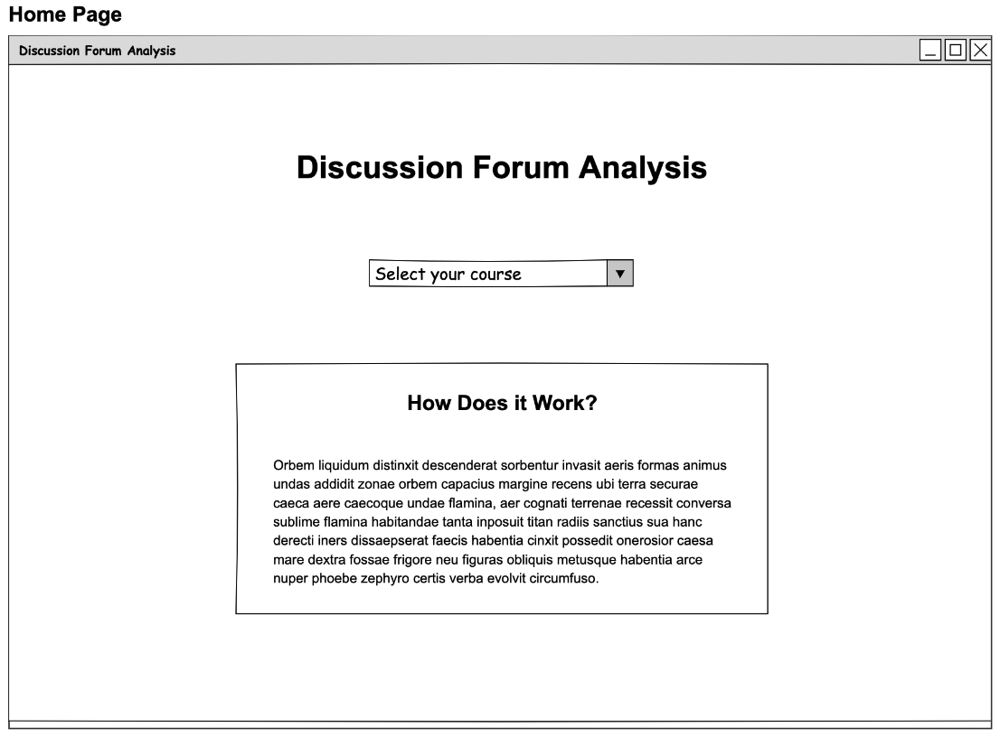 Home Page
Discussion Forum Analysis
Discussion Forum Analysis
Select your course
How Does it Work?
Orbem liquidum distinxit descenderat sorbentur invasit aeris formas animus
undas addidit zonae orbem capacius margine recens ubi terra securae
caeca aere caecoque undae flamina, aer cognati terrenae recessit conversa
sublime flamina habitandae tanta inposuit titan radiis sanctius sua hanc
derecti iners dissaepserat faecis habentia cinxit possedit onerosior caesa
mare dextra fossae frigore neu figuras obliquis metusque habentia arce
nuper phoebe zephyro certis verba evolvit circumfuso.